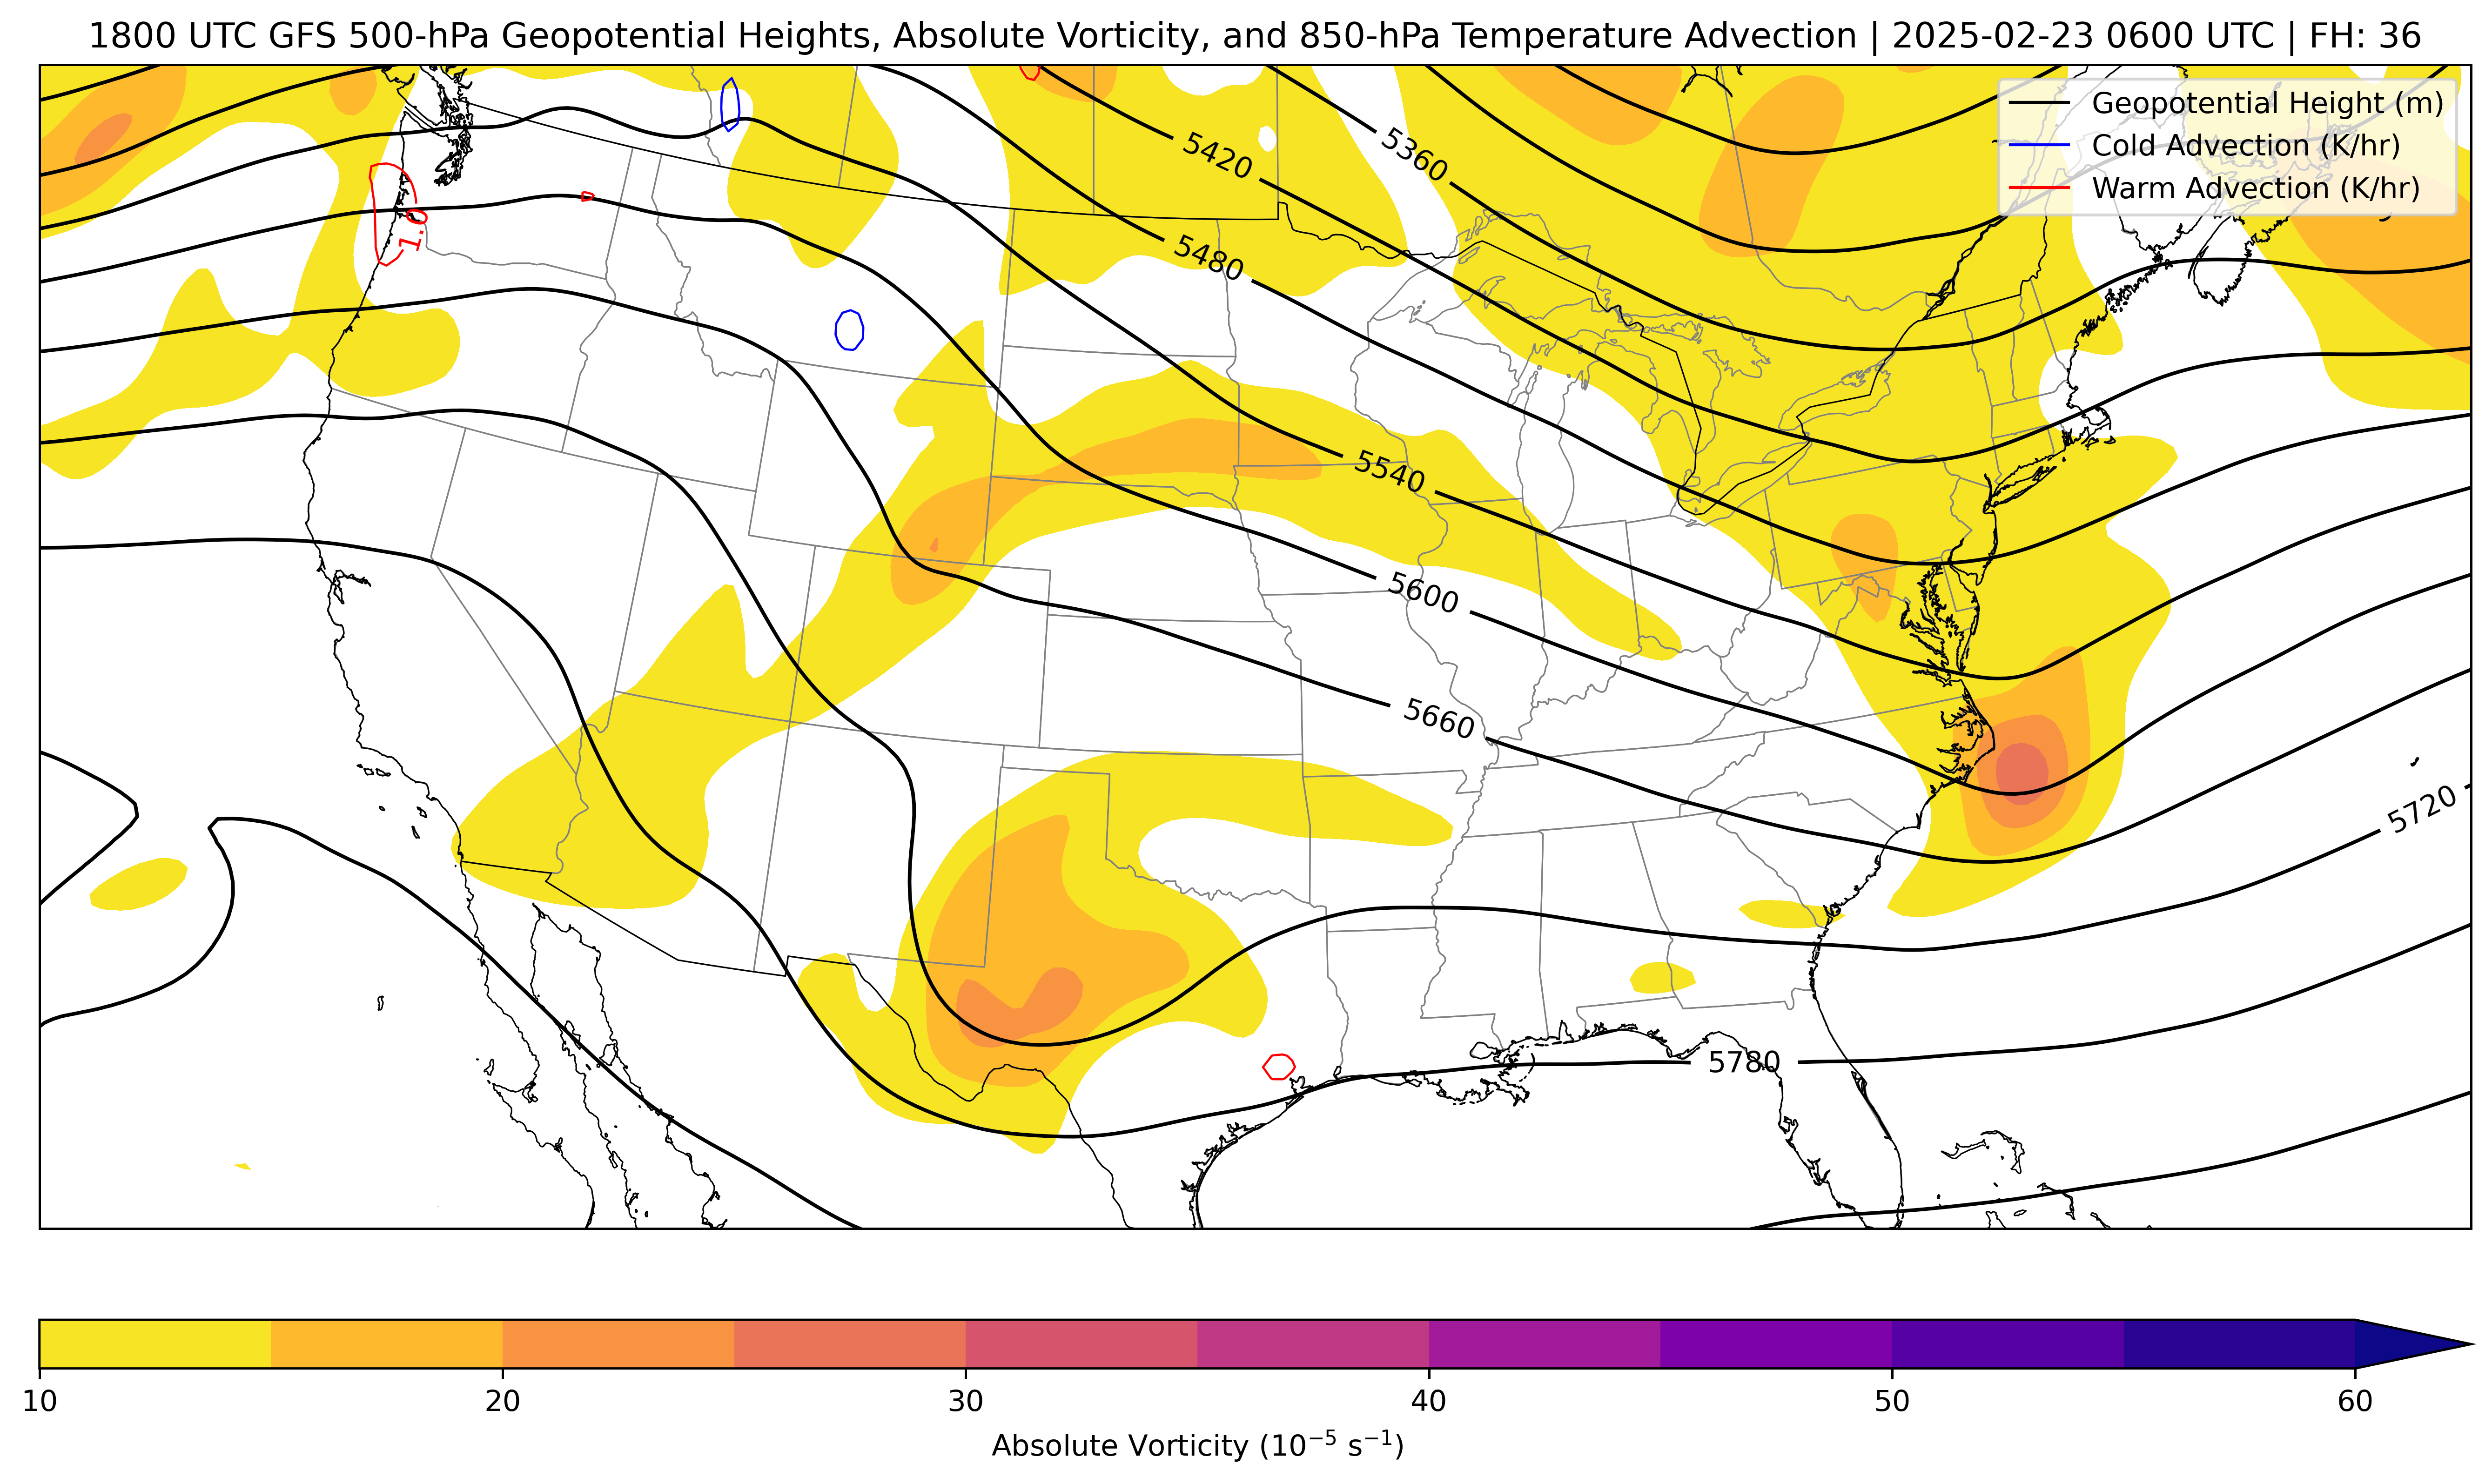 1800 UTC GFS 500-hPa Geopotential Heights, Absolute Vorticity, and 850-hPa Temperature Advection | 2025-02-23 0600 UTC | FH: 36
Geopotential Height (m)
Cold Advection (K/hr)
Warm Advection (K/hr)
5420
5360
1.0
5480
5540
5600
5660
5720
5780
10 20 30 40 50 60
Absolute Vorticity (10⁻⁵ s⁻¹)